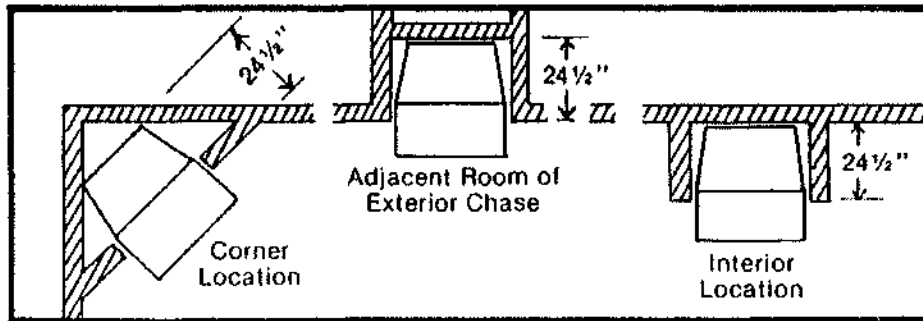 24½"
Corner
Location
24½"
Adjacent Room of
Exterior Chase
24½"
Interior
Location